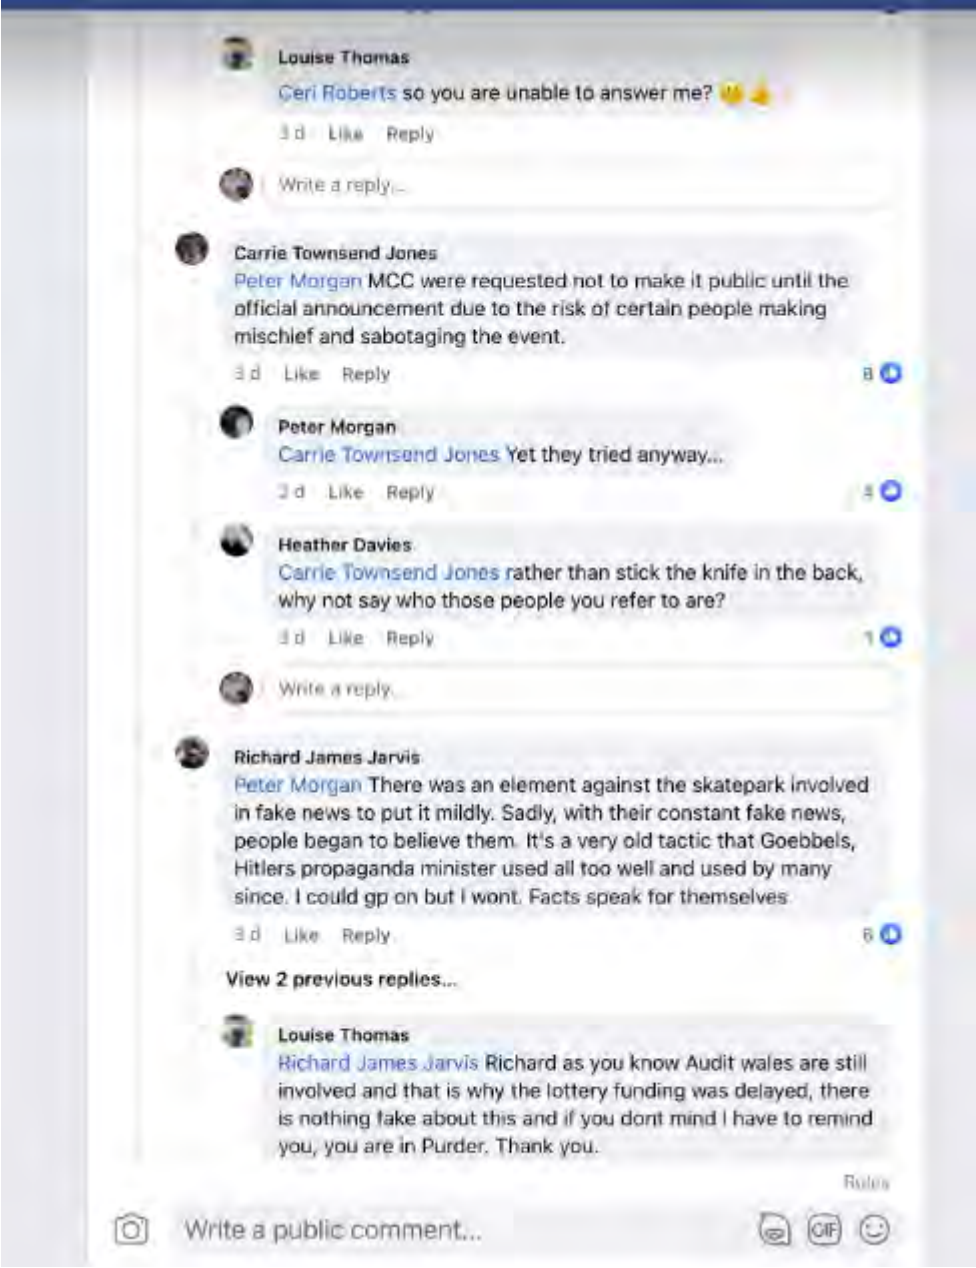 Louise Thomas
Ceri Roberts so you are unable to answer me?
3 d Like Reply
Write a reply...
Carrie Townsend Jones
Peter Morgan MCC were requested not to make it public until the
official announcement due to the risk of certain people making
mischief and sabotaging the event.
3 d Like Reply
Peter Morgan
Carrie Townsend Jones Yet they tried anyway...
Like Reply
Heather Davies
Carrie Townsend Jones rather than stick the knife in the back,
why not say who those people you refer to are?
3 d Like Reply
1
Write a reply...
Richard James Jarvis
Peter Morgan There was an element against the skatepark involved
in fake news to put it mildly. Sadly, with their constant fake news,
people began to believe them. It's a very old tactic that Goebbels,
Hitlers propaganda minister used all too well and used by many
since. I could gp on but I wont. Facts speak for themselves
3 d Like Reply
6
View 2 previous replies...
Louise Thomas
Richard James Jarvis Richard as you know Audit wales are still
involved and that is why the lottery funding was delayed, there
is nothing fake about this and if you dont mind I have to remind
you, you are in Purder. Thank you.
Rules
Write a public comment...
GIF